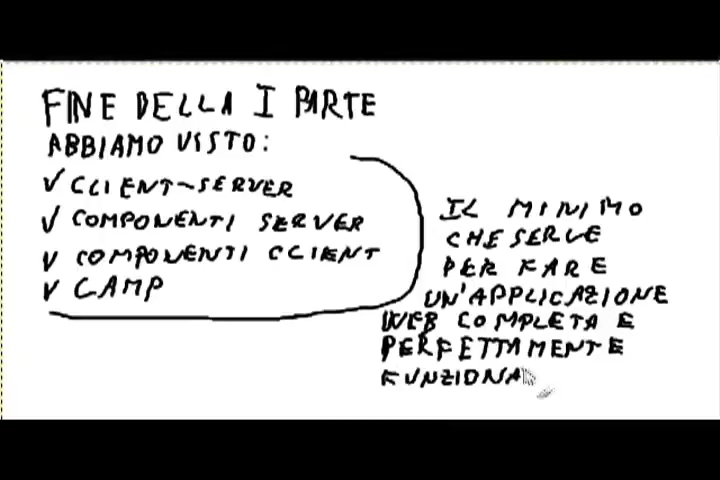 FINE DELLA I PARTE
ABBIAMO VISTO:
✓ CLIENT-SERVER
✓ COMPONENTI SERVER
✓ COMPONENTI CLIENT
✓ CAMP
IL MINIMO
CHE SERVE
PER FARE
UN'APPLICAZIONE
WEB COMPLETA E
PERFETTAMENTE
FUNZIONA